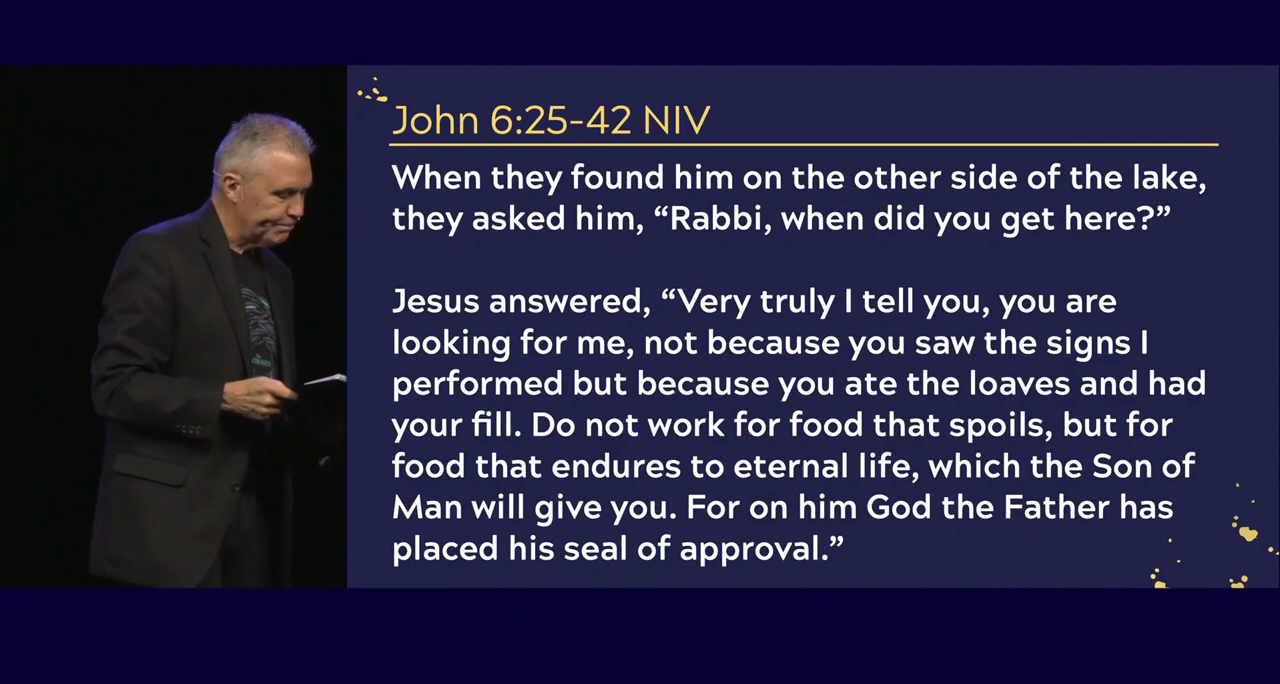 John 6:25-42 NIV
When they found him on the other side of the lake,
they asked him, “Rabbi, when did you get here?”
Jesus answered, “Very truly I tell you, you are
looking for me, not because you saw the signs I
performed but because you ate the loaves and had
your fill. Do not work for food that spoils, but for
food that endures to eternal life, which the Son of
Man will give you. For on him God the Father has
placed his seal of approval.”